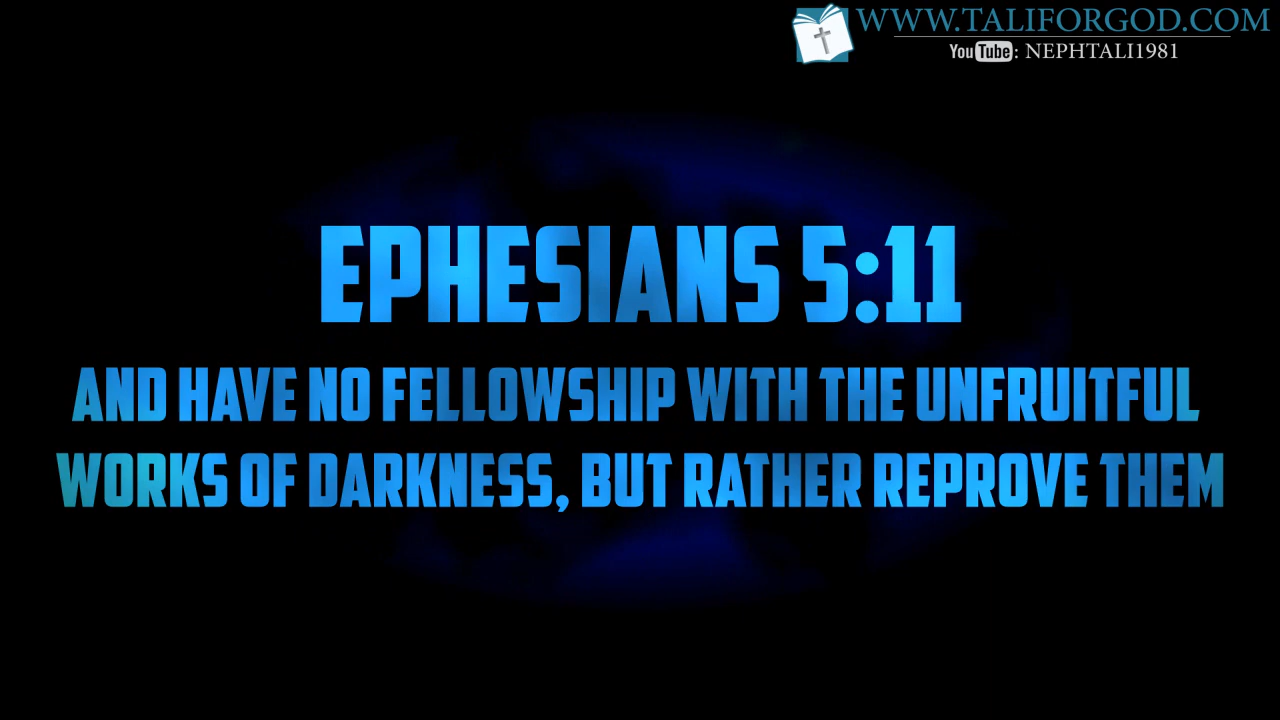 WWW.TALIFORGOD.COM
YouTube: NEPHTALI1981
EPHESIANS 5:11
AND HAVE NO FELLOWSHIP WITH THE UNFRUITFUL
WORKS OF DARKNESS, BUT RATHER REPROVE THEM